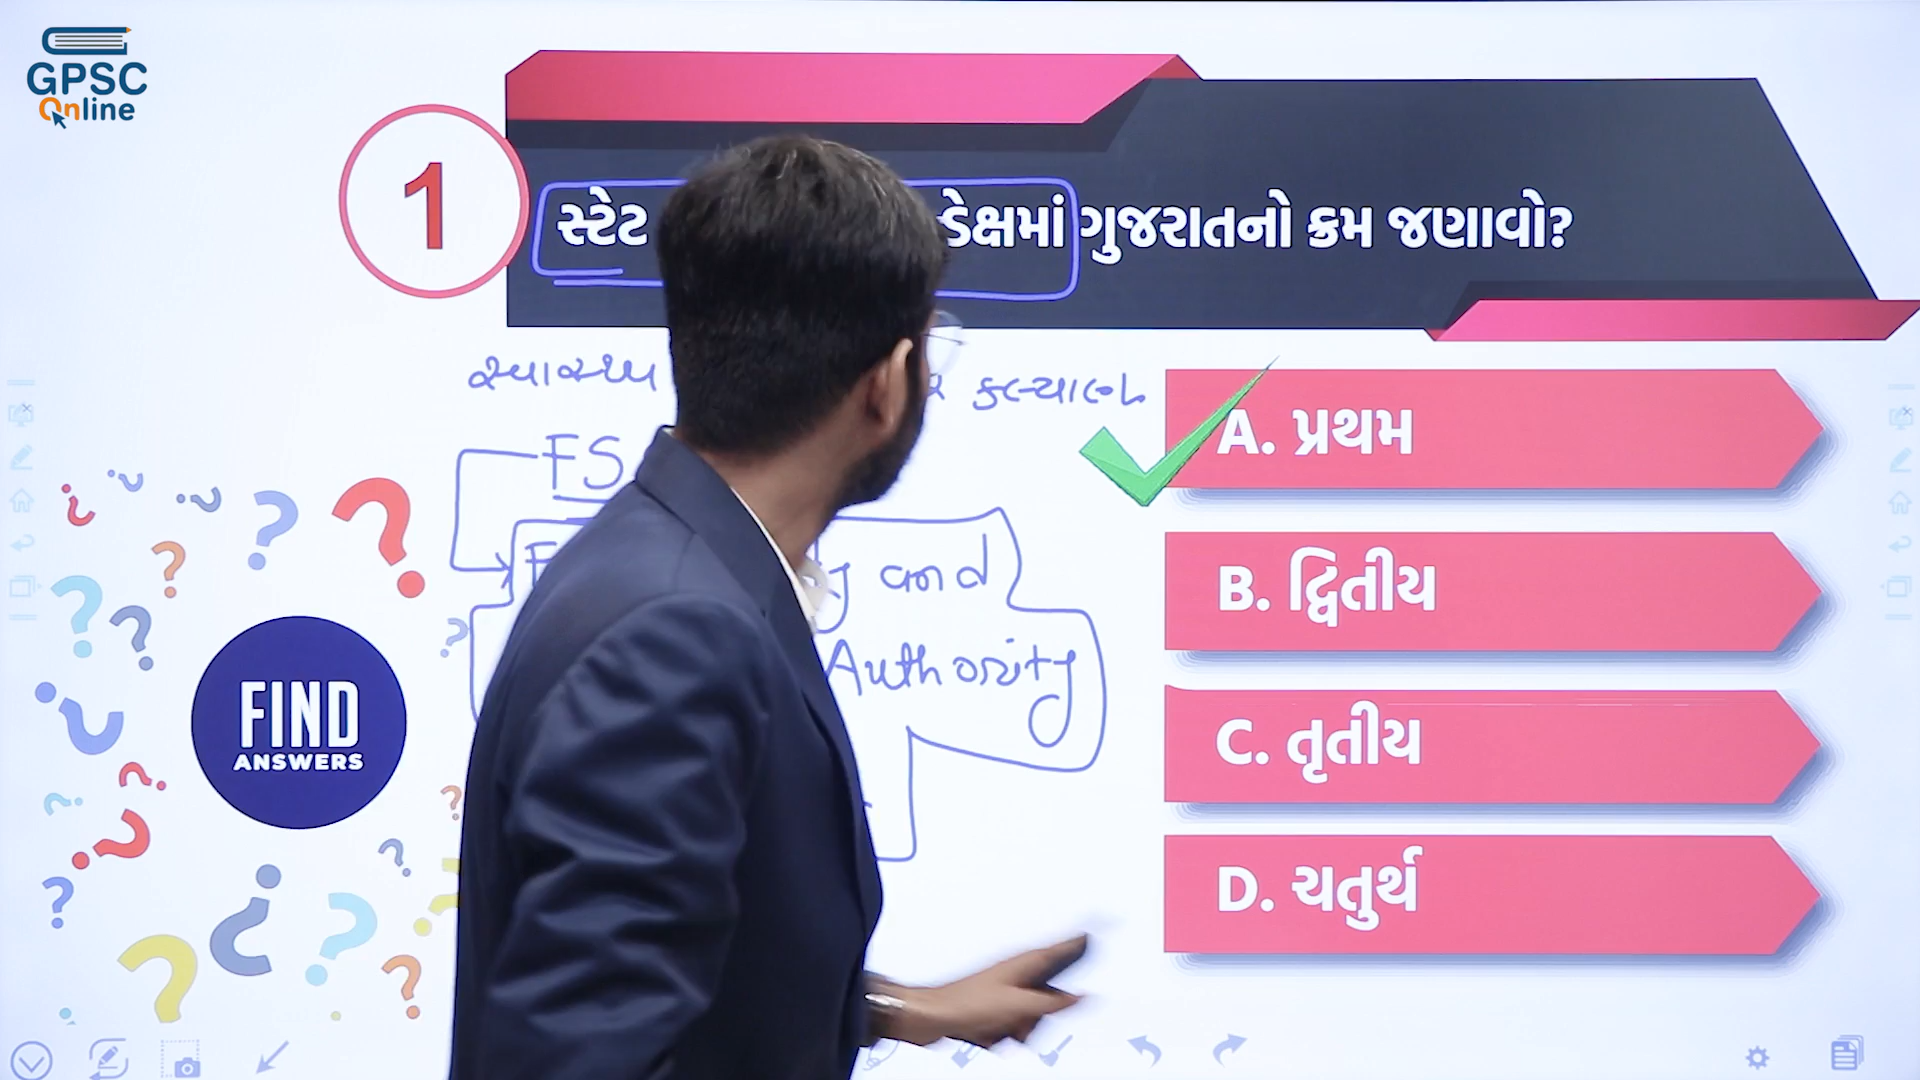 GPSC
Online
1
સ્ટેટ ડેક્ષમાં ગુજરાતનો ક્રમ જણાવો?
સ્વાસ્થ્ય કલ્યાણ
FS
and
Authority
A. પ્રથમ
B. દ્વિતીય
C. તૃતીય
D. ચતુર્થ
FIND
ANSWERS